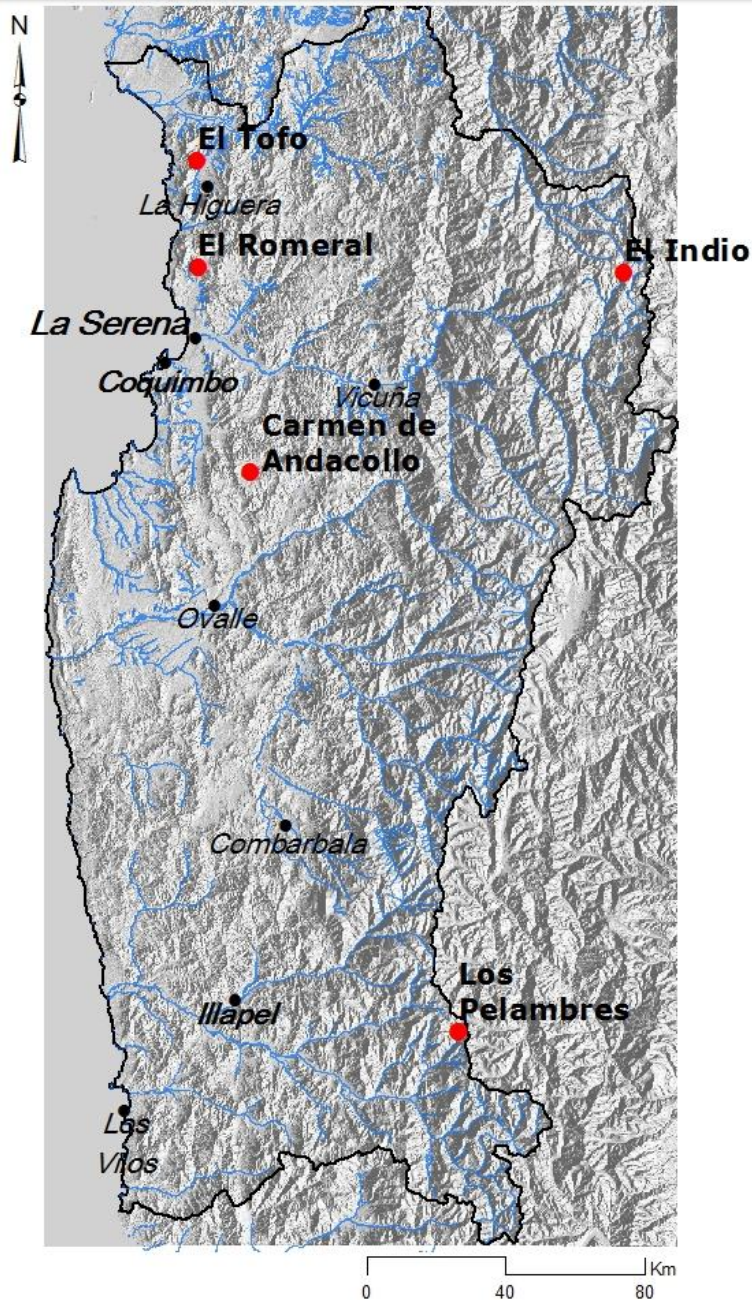 N
El Tofo
La Higuera
El Romeral
El Indio
La Serena
Coquimbo
Vicuña
Carmen de
Andacollo
Ovalle
Combarbala
Illapel
Los
Pelambres
Los
Vilos
Km
0 40 80